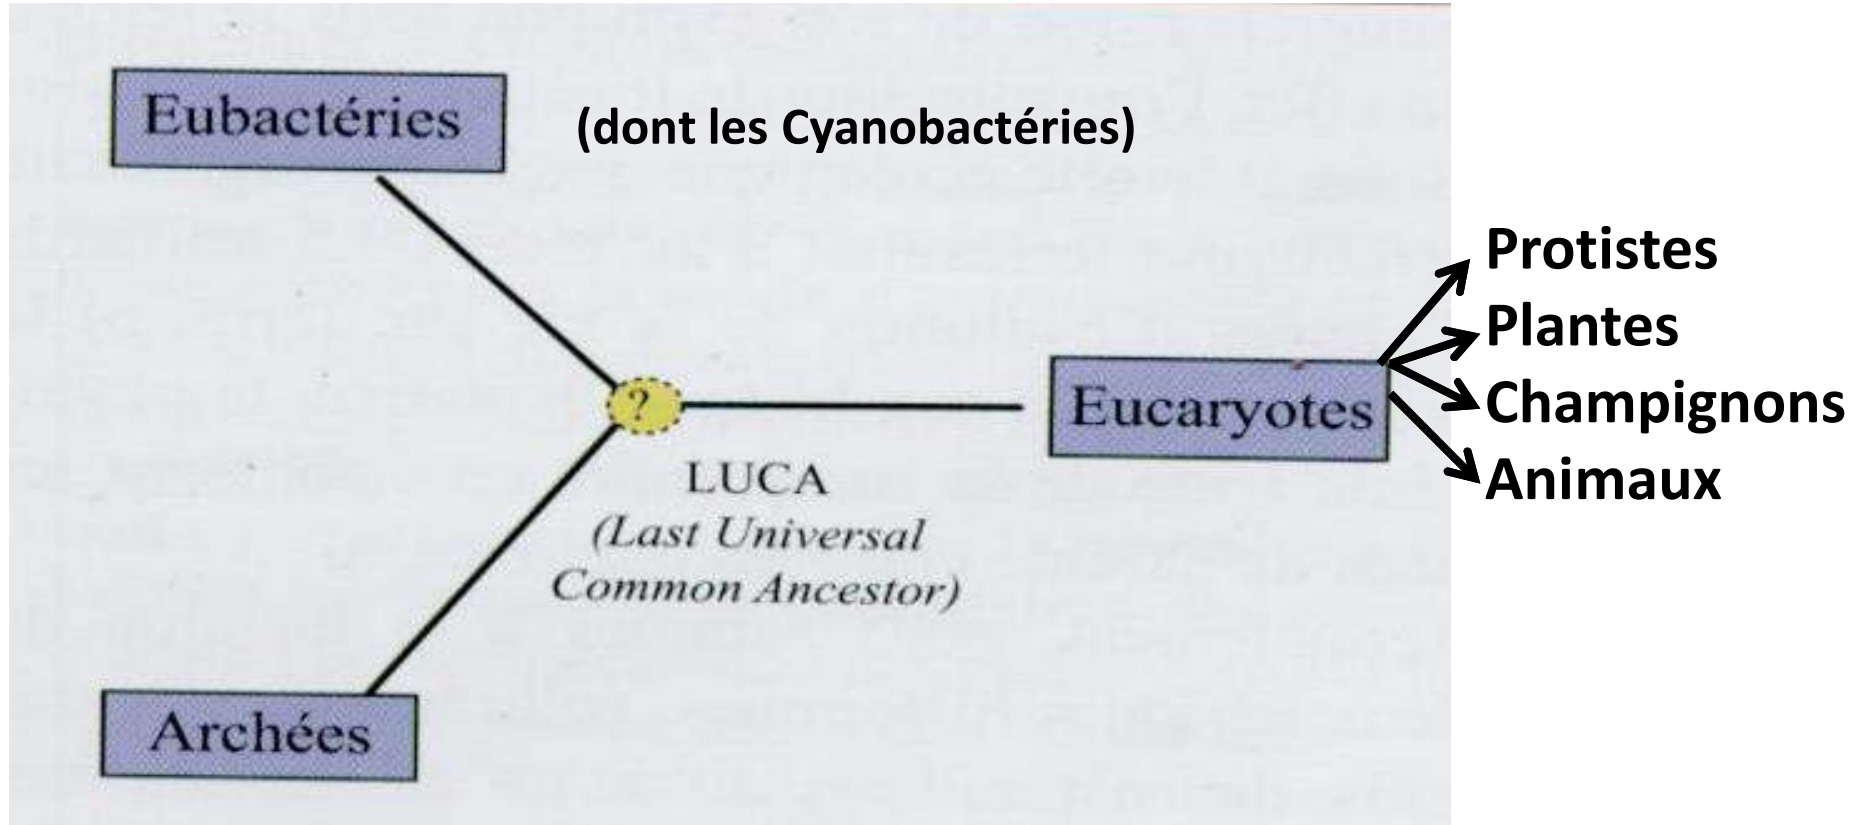 Eubactéries
(dont les Cyanobactéries)
Protistes
Plantes
?
Eucaryotes
Champignons
LUCA
(Last Universal
Common Ancestor)
Animaux
Archées